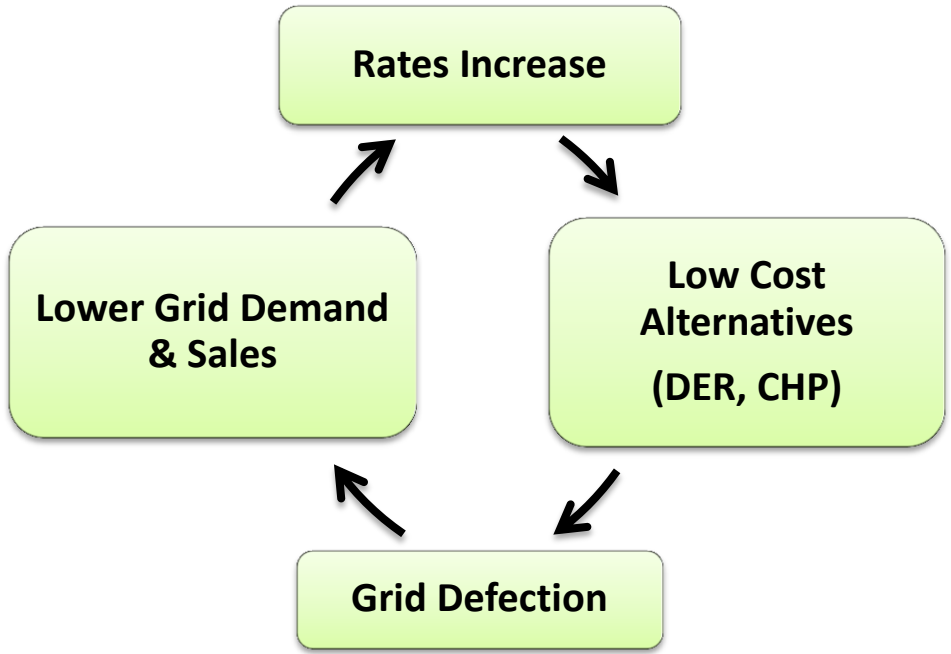 Rates Increase
Low Cost
Alternatives
(DER, CHP)
Grid Defection
Lower Grid Demand
& Sales